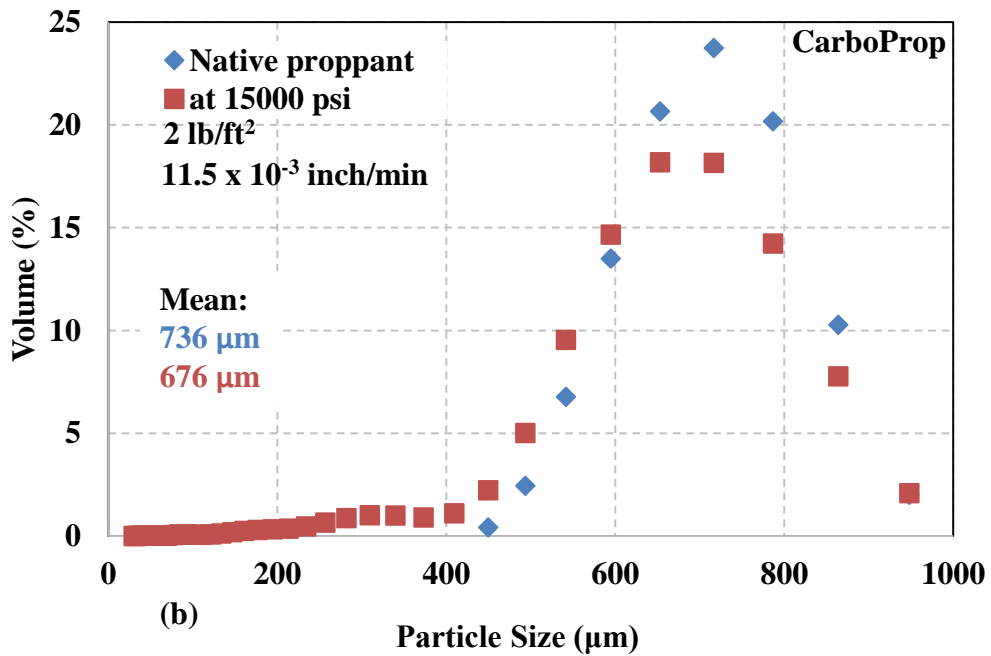 25
20
15
10
5
0
Volume (%)
CarboProp
Native proppant
at 15000 psi
2 lb/ft²
11.5 x 10⁻³ inch/min
Mean:
736 µm
676 µm
0 200 400 600 800 1000
(b)
Particle Size (µm)